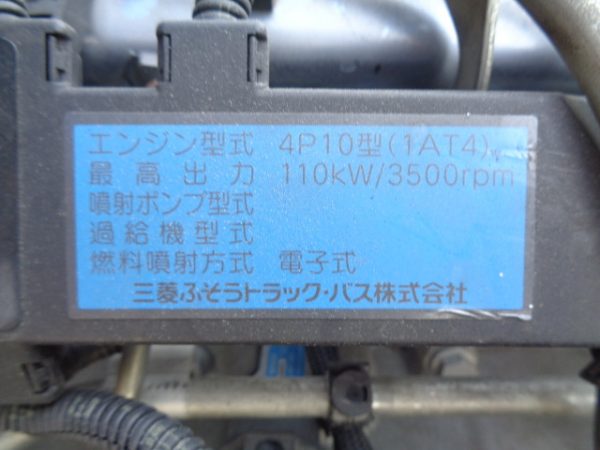 エンジン型式 4P10型(1AT4)
最高出力 110kW/3500rpm
噴射ポンプ型式
過給機型式
燃料噴射方式 電子式
三菱ふそうトラック・バス株式会社